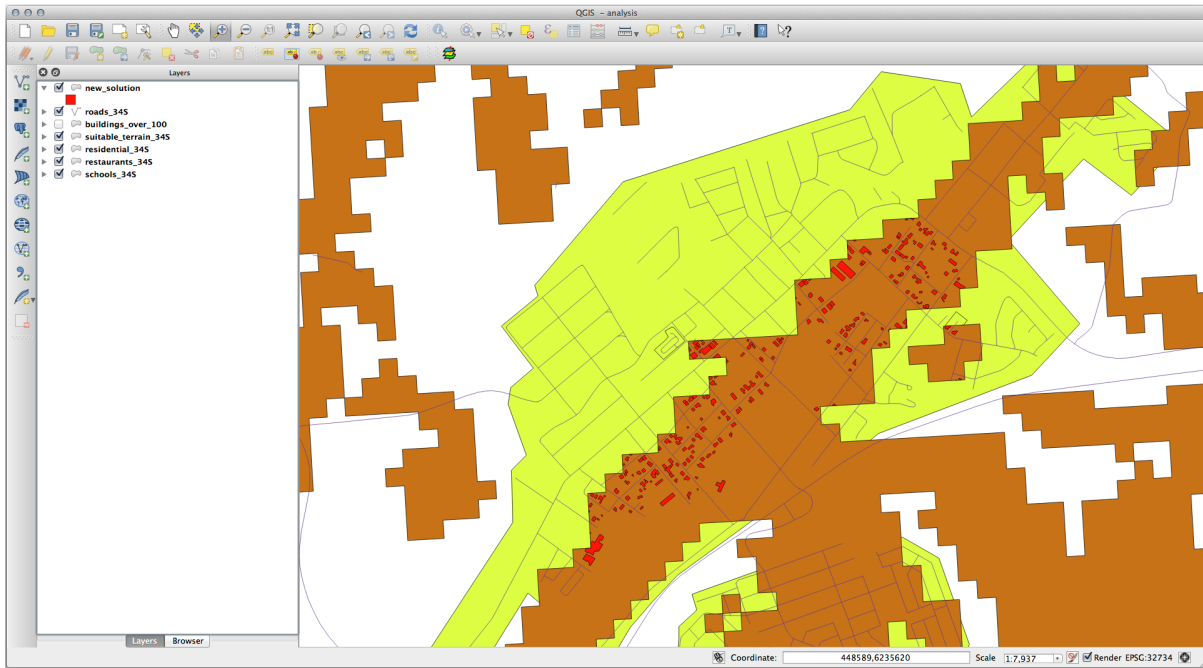 QGIS - analysis
Layers
new_solution
roads_34S
buildings_over_100
suitable_terrain_34S
residential_34S
restaurants_34S
schools_34S
Layers Browser
Coordinate: 448589,6235620 Scale 1:7,937 Render EPSG:32734